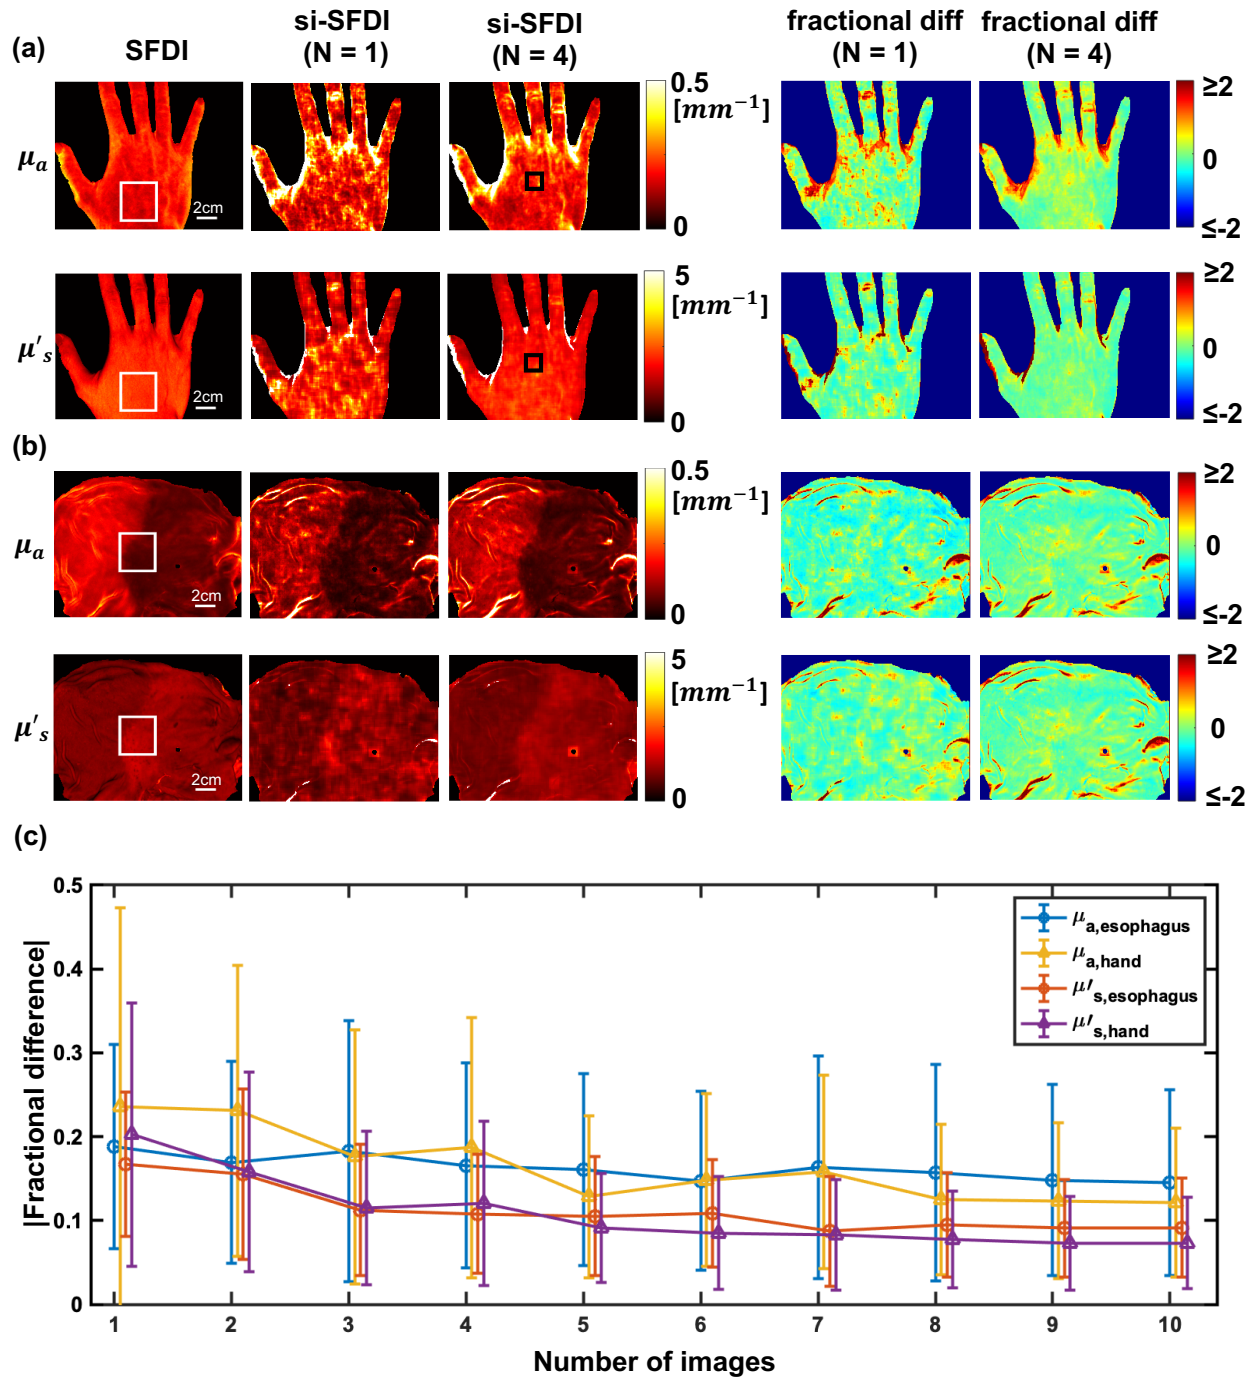 (a)
SFDI
si-SFDI
(N = 1)
si-SFDI
(N = 4)
fractional diff
(N = 1)
fractional diff
(N = 4)
μa
2cm
0.5
[mm⁻¹]
0
≥2
0
≤-2
μ′s
2cm
5
[mm⁻¹]
0
≥2
0
≤-2
(b)
μa
2cm
0.5
[mm⁻¹]
0
≥2
0
≤-2
μ′s
2cm
5
[mm⁻¹]
0
≥2
0
≤-2
(c)
|Fractional difference|
0.5
0.4
0.3
0.2
0.1
0
μa,esophagus
μa,hand
μ′s,esophagus
μ′s,hand
1 2 3 4 5 6 7 8 9 10
Number of images